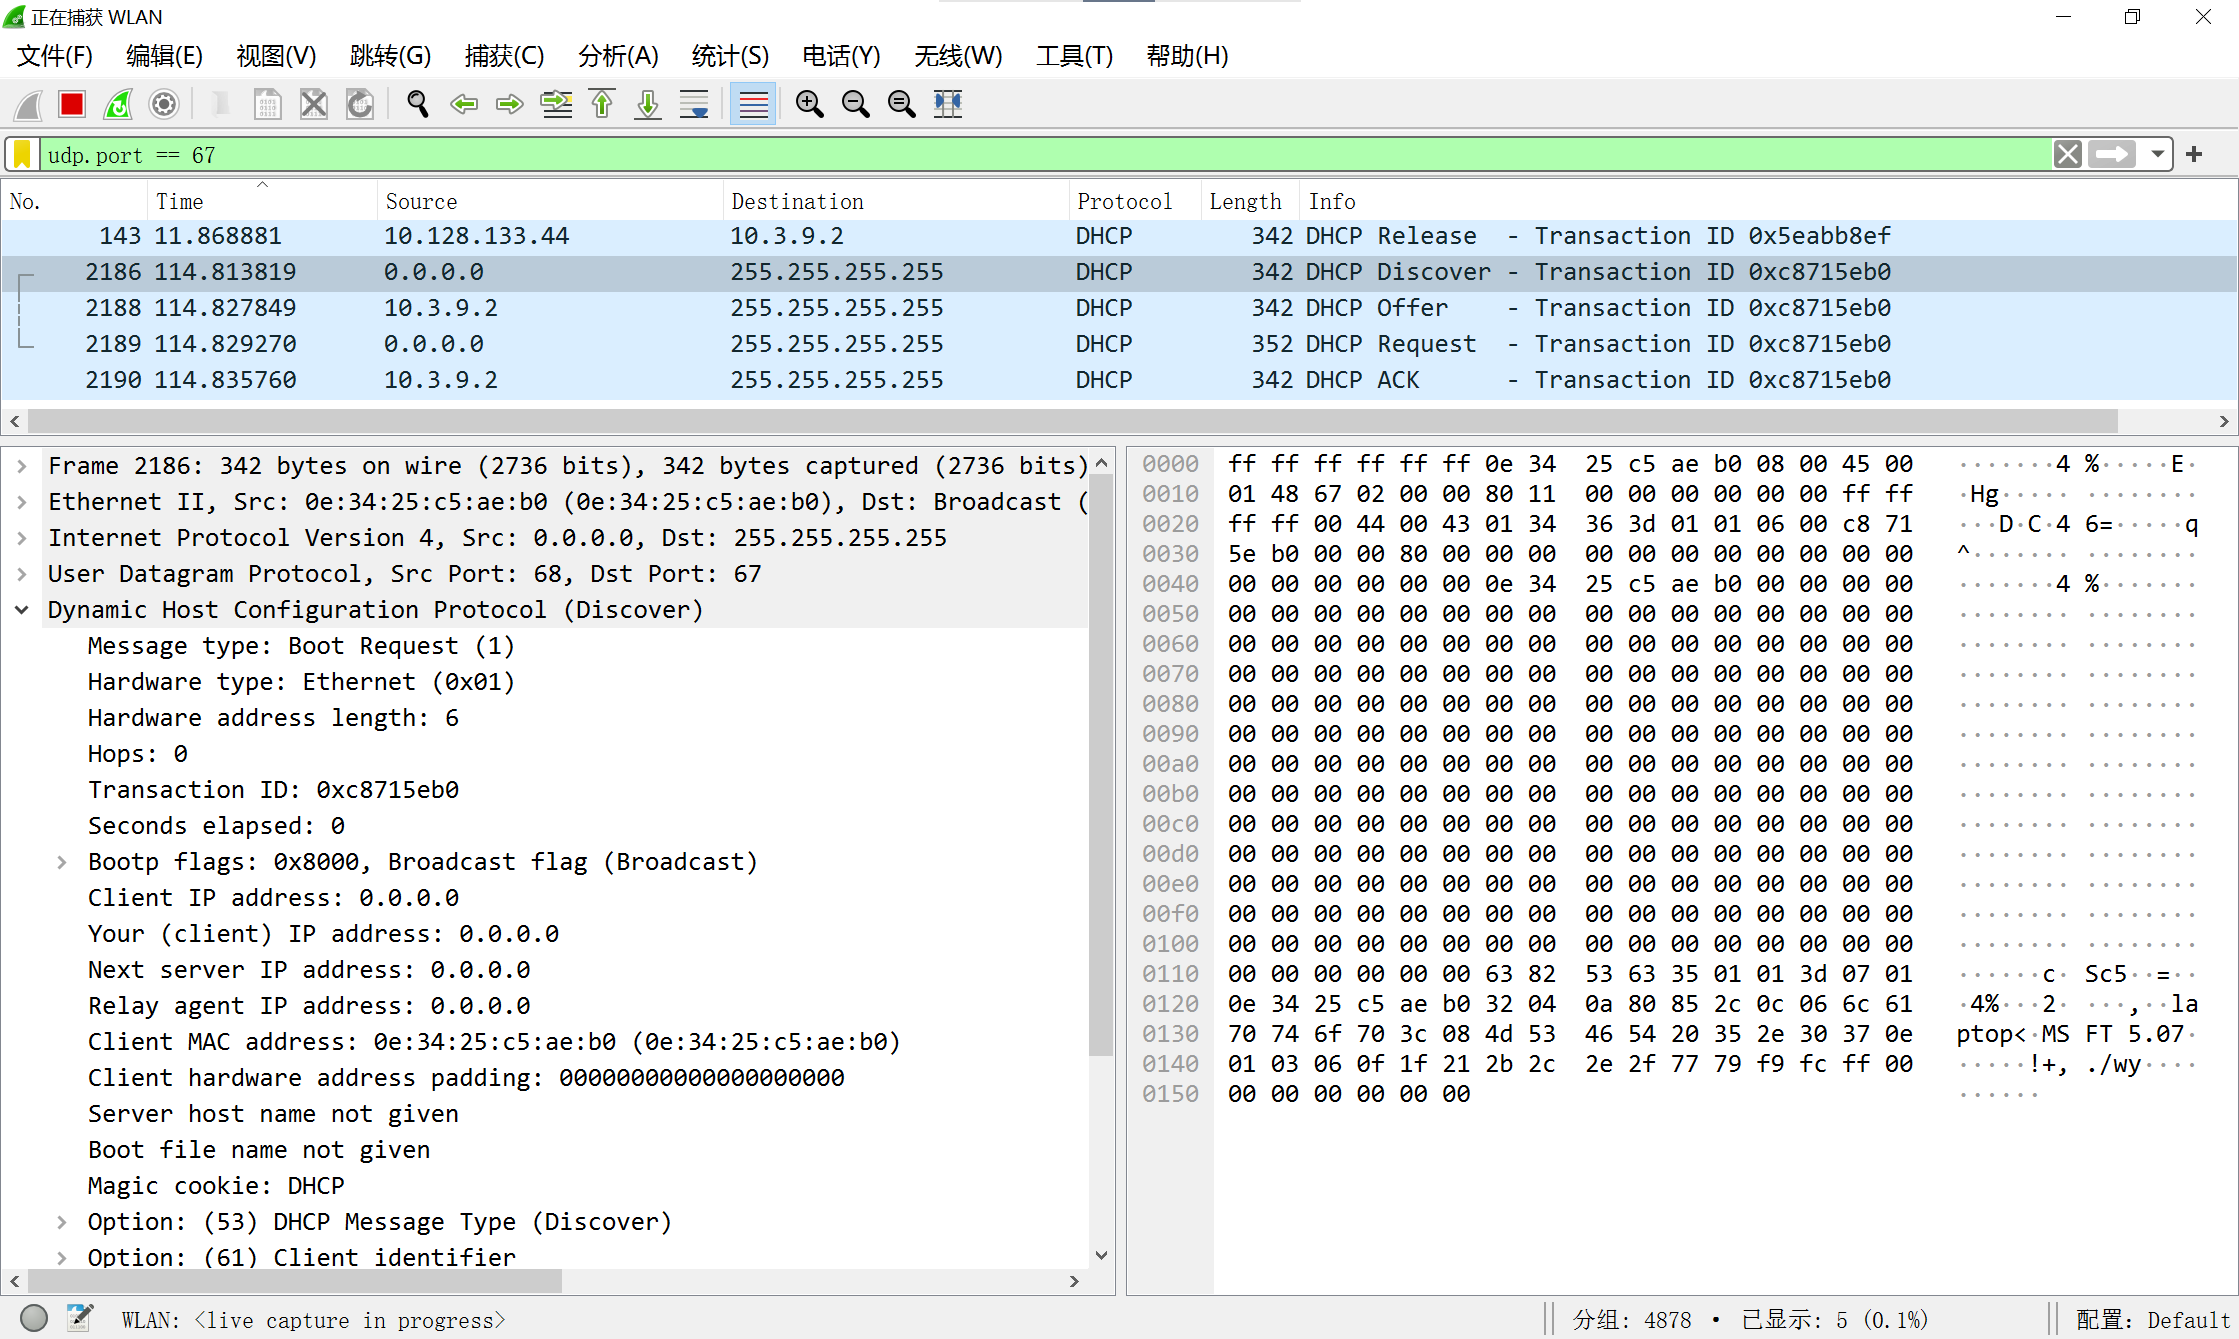 正在捕获 WLAN
文件(F) 编辑(E) 视图(V) 跳转(G) 捕获(C) 分析(A) 统计(S) 电话(Y) 无线(W) 工具(T) 帮助(H)
udp.port == 67
No. Time Source Destination Protocol Length Info
143 11.868881 10.128.133.44 10.3.9.2 DHCP 342 DHCP Release - Transaction ID 0x5eabb8ef
2186 114.813819 0.0.0.0 255.255.255.255 DHCP 342 DHCP Discover - Transaction ID 0xc8715eb0
2188 114.827849 10.3.9.2 255.255.255.255 DHCP 342 DHCP Offer - Transaction ID 0xc8715eb0
2189 114.829270 0.0.0.0 255.255.255.255 DHCP 352 DHCP Request - Transaction ID 0xc8715eb0
2190 114.835760 10.3.9.2 255.255.255.255 DHCP 342 DHCP ACK - Transaction ID 0xc8715eb0
Frame 2186: 342 bytes on wire (2736 bits), 342 bytes captured (2736 bits)
Ethernet II, Src: 0e:34:25:c5:ae:b0 (0e:34:25:c5:ae:b0), Dst: Broadcast (
Internet Protocol Version 4, Src: 0.0.0.0, Dst: 255.255.255.255
User Datagram Protocol, Src Port: 68, Dst Port: 67
Dynamic Host Configuration Protocol (Discover)
Message type: Boot Request (1)
Hardware type: Ethernet (0x01)
Hardware address length: 6
Hops: 0
Transaction ID: 0xc8715eb0
Seconds elapsed: 0
Bootp flags: 0x8000, Broadcast flag (Broadcast)
Client IP address: 0.0.0.0
Your (client) IP address: 0.0.0.0
Next server IP address: 0.0.0.0
Relay agent IP address: 0.0.0.0
Client MAC address: 0e:34:25:c5:ae:b0 (0e:34:25:c5:ae:b0)
Client hardware address padding: 00000000000000000000
Server host name not given
Boot file name not given
Magic cookie: DHCP
Option: (53) DHCP Message Type (Discover)
Option: (61) Client identifier
0000 ff ff ff ff ff ff 0e 34 25 c5 ae b0 08 00 45 00 ·······4 %·····E·
0010 01 48 67 02 00 00 80 11 00 00 00 00 00 00 ff ff ·Hg····· ········
0020 ff ff 00 44 00 43 01 34 36 3d 01 01 06 00 c8 71 ···D·C·4 6=·····q
0030 5e b0 00 00 80 00 00 00 00 00 00 00 00 00 00 00 ^······· ········
0040 00 00 00 00 00 00 0e 34 25 c5 ae b0 00 00 00 00 ·······4 %·······
0050 00 00 00 00 00 00 00 00 00 00 00 00 00 00 00 00 ········ ········
0060 00 00 00 00 00 00 00 00 00 00 00 00 00 00 00 00 ········ ········
0070 00 00 00 00 00 00 00 00 00 00 00 00 00 00 00 00 ········ ········
0080 00 00 00 00 00 00 00 00 00 00 00 00 00 00 00 00 ········ ········
0090 00 00 00 00 00 00 00 00 00 00 00 00 00 00 00 00 ········ ········
00a0 00 00 00 00 00 00 00 00 00 00 00 00 00 00 00 00 ········ ········
00b0 00 00 00 00 00 00 00 00 00 00 00 00 00 00 00 00 ········ ········
00c0 00 00 00 00 00 00 00 00 00 00 00 00 00 00 00 00 ········ ········
00d0 00 00 00 00 00 00 00 00 00 00 00 00 00 00 00 00 ········ ········
00e0 00 00 00 00 00 00 00 00 00 00 00 00 00 00 00 00 ········ ········
00f0 00 00 00 00 00 00 00 00 00 00 00 00 00 00 00 00 ········ ········
0100 00 00 00 00 00 00 00 00 00 00 00 00 00 00 00 00 ········ ········
0110 00 00 00 00 00 00 63 82 53 63 35 01 01 3d 07 01 ······c· Sc5··=··
0120 0e 34 25 c5 ae b0 32 04 0a 80 85 2c 0c 06 6c 61 ·4%···2· ···,··la
0130 70 74 6f 70 3c 08 4d 53 46 54 20 35 2e 30 37 0e ptop<·MS FT 5.07·
0140 01 03 06 0f 1f 21 2b 2c 2e 2f 77 79 f9 fc ff 00 ·····!+, ./wy····
0150 00 00 00 00 00 00 ······
WLAN: <live capture in progress> 分组: 4878 · 已显示: 5 (0.1%) 配置: Default